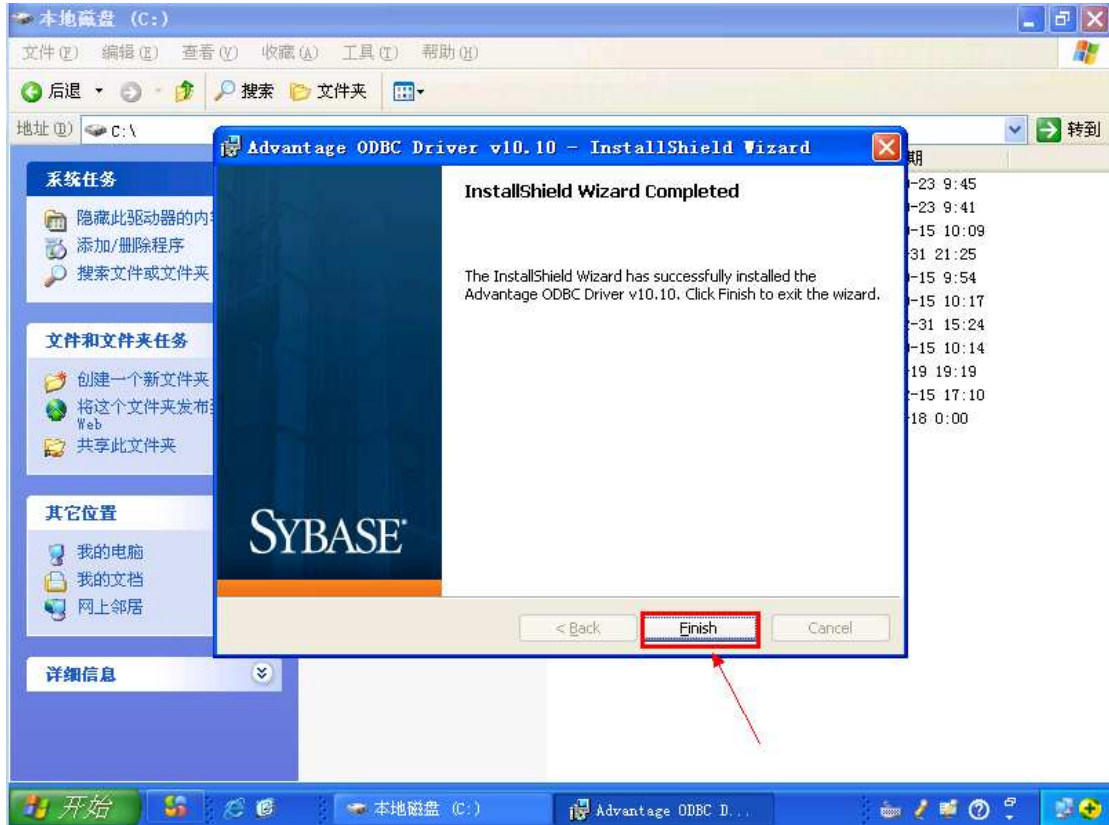 本地磁盘 (C:)
文件(F) 编辑(E) 查看(V) 收藏(A) 工具(T) 帮助(H)
后退 搜索 文件夹
地址(D) C:\ 转到
Advantage ODBC Driver v10.10 - InstallShield Wizard
期
系统任务
隐藏此驱动器的内
添加/删除程序
搜索文件或文件夹
文件和文件夹任务
创建一个新文件夹
将这个文件夹发布
Web
共享此文件夹
其它位置
我的电脑
我的文档
网上邻居
详细信息
InstallShield Wizard Completed
The InstallShield Wizard has successfully installed the
Advantage ODBC Driver v10.10. Click Finish to exit the wizard.
SYBASE
< Back Finish Cancel
-23 9:45
-23 9:41
-15 10:09
-31 21:25
-15 9:54
-15 10:17
-31 15:24
-15 10:14
-19 19:19
-15 17:10
-18 0:00
开始 本地磁盘 (C:) Advantage ODBC D...